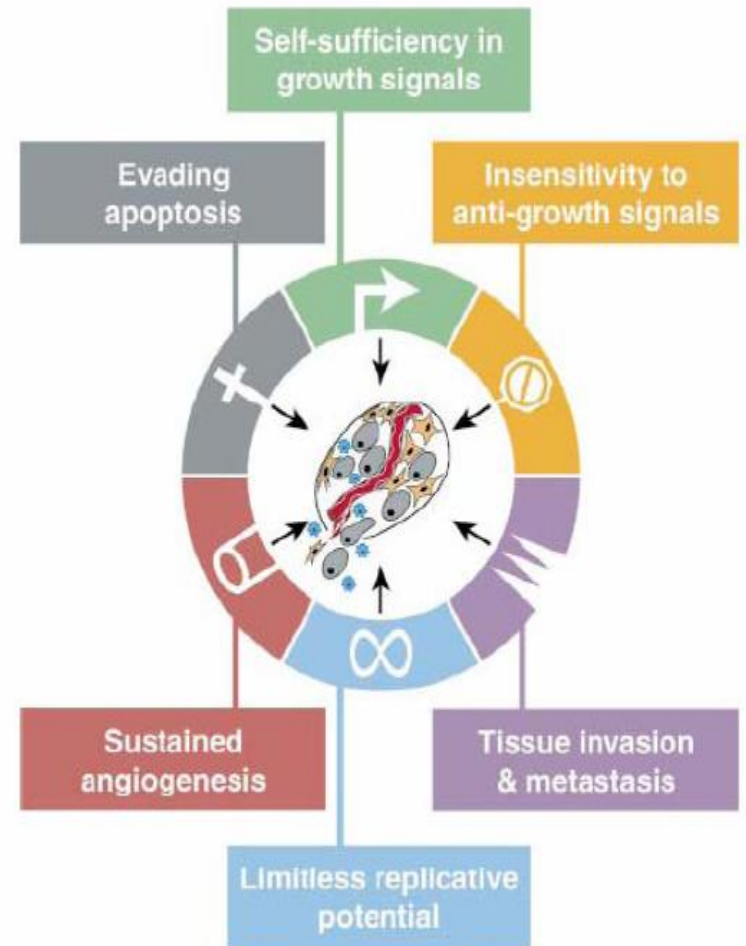 Self-sufficiency in
growth signals
Evading
apoptosis
Insensitivity to
anti-growth signals
Sustained
angiogenesis
Tissue invasion
& metastasis
Limitless replicative
potential